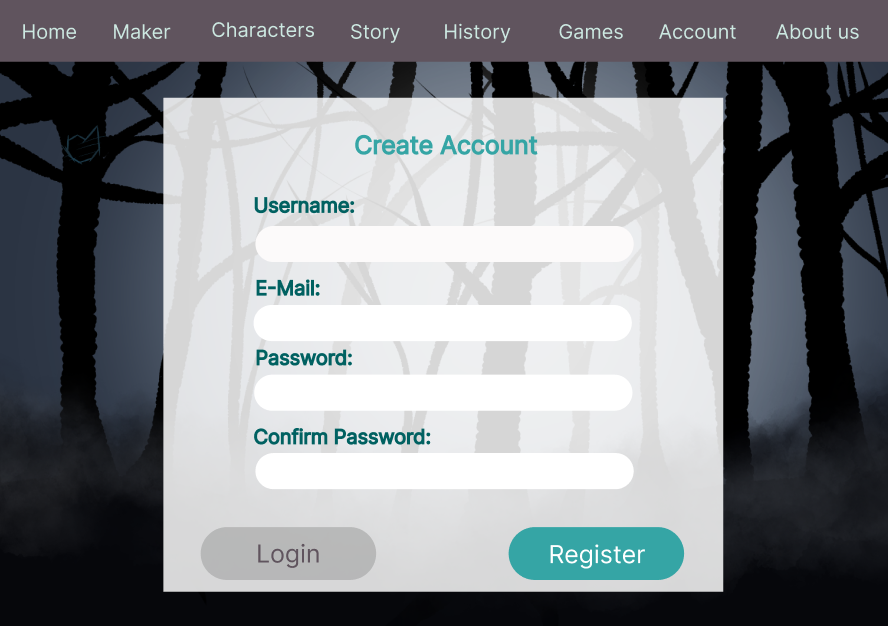 Home Maker Characters Story History Games Account About us
Create Account
Username:
E-Mail:
Password:
Confirm Password:
Login Register